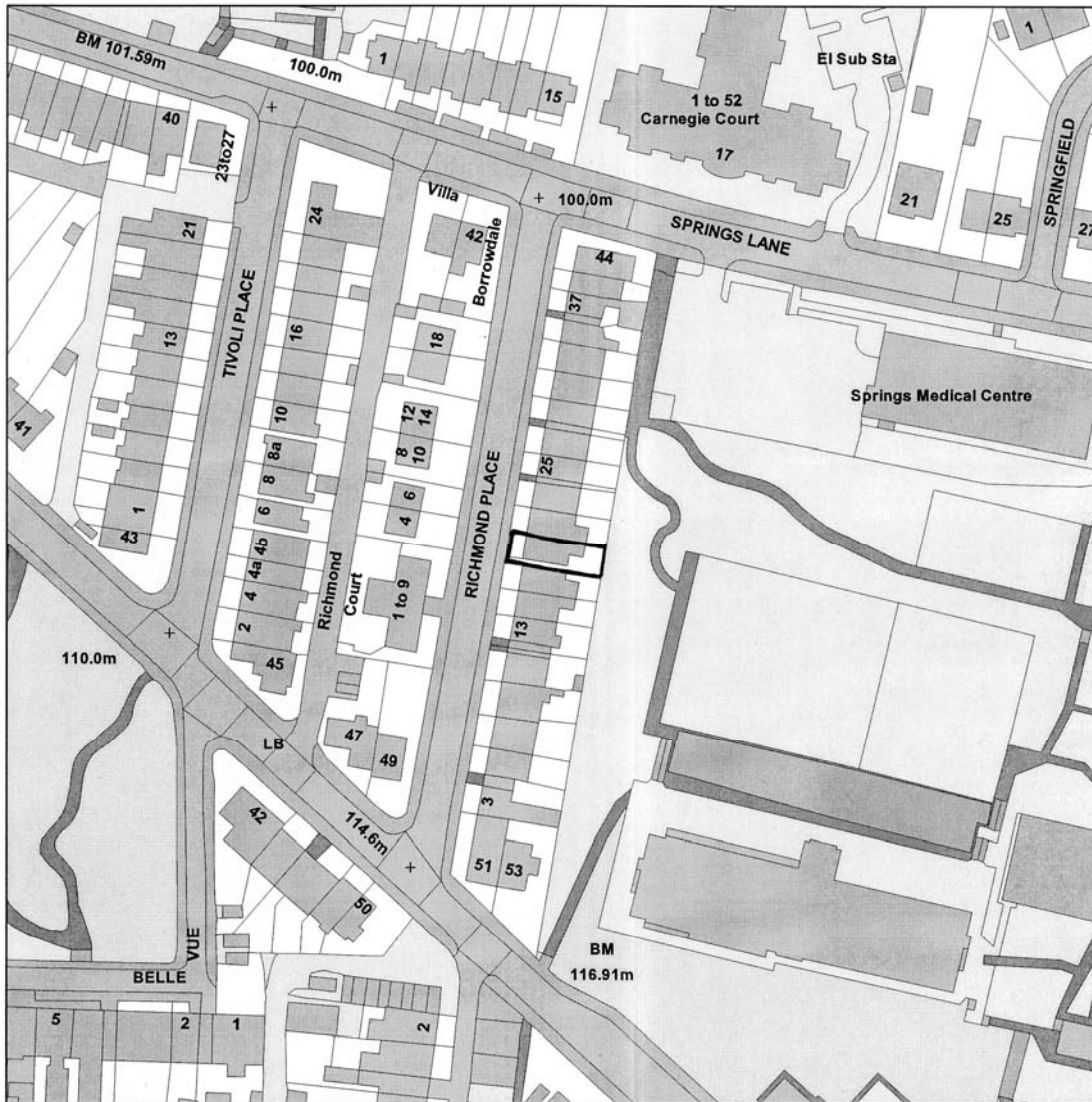 BM 101.59m
100.0m
1
15
El Sub Sta
1
1 to 52
Carnegie Court
17
40
23to27
Villa
42
Borrowdale
100.0m
SPRINGS LANE
21
25
SPRINGFIELD
27
21
24
44
37
TIVOLI PLACE
13
16
18
41
10
12
14
8
10
8a
8
6
6
4
25
RICHMOND PLACE
Springs Medical Centre
1
43
4b
4a
4
2
45
Richmond
Court
1 to 9
13
110.0m
LB
47
49
3
51
53
42
114.6m
50
BM
116.91m
BELLE
VUE
5
2
1
2